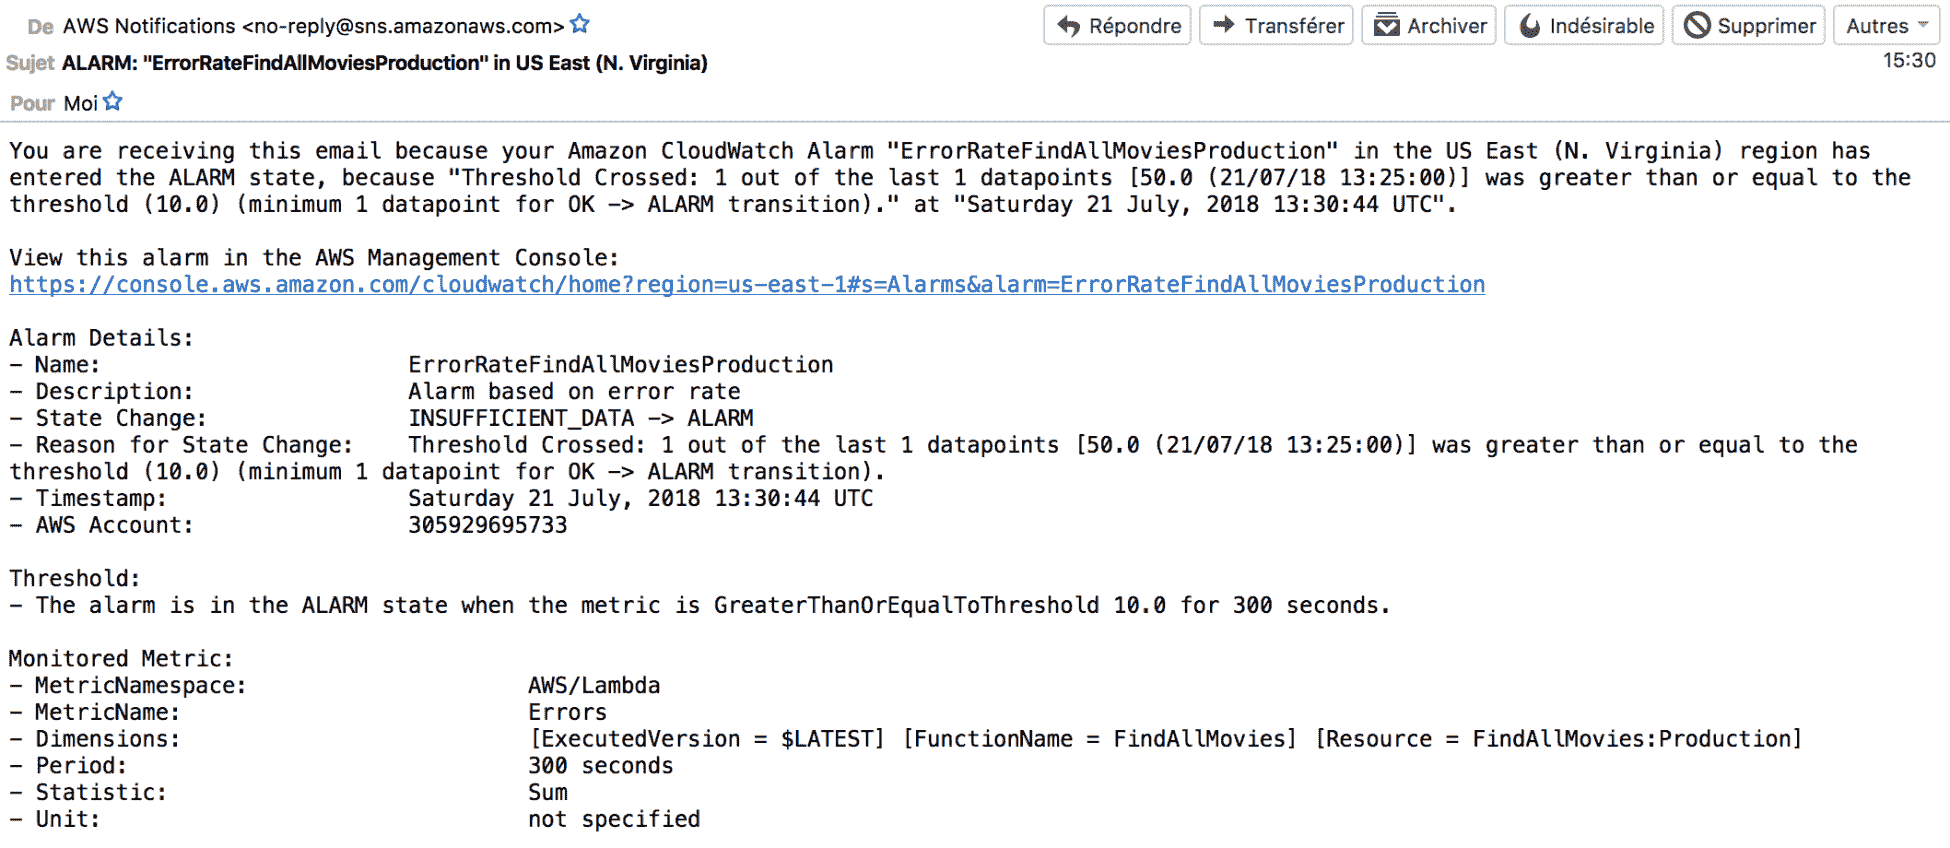 De AWS Notifications <no-reply@sns.amazonaws.com>
Répondre Transférer Archiver Indésirable Supprimer Autres
Sujet ALARM: "ErrorRateFindAllMoviesProduction" in US East (N. Virginia)
15:30
Pour Moi
You are receiving this email because your Amazon CloudWatch Alarm "ErrorRateFindAllMoviesProduction" in the US East (N. Virginia) region has
entered the ALARM state, because "Threshold Crossed: 1 out of the last 1 datapoints [50.0 (21/07/18 13:25:00)] was greater than or equal to the
threshold (10.0) (minimum 1 datapoint for OK -> ALARM transition)." at "Saturday 21 July, 2018 13:30:44 UTC".
View this alarm in the AWS Management Console:
https://console.aws.amazon.com/cloudwatch/home?region=us-east-1#s=Alarms&alarm=ErrorRateFindAllMoviesProduction
Alarm Details:
- Name: ErrorRateFindAllMoviesProduction
- Description: Alarm based on error rate
- State Change: INSUFFICIENT_DATA -> ALARM
- Reason for State Change: Threshold Crossed: 1 out of the last 1 datapoints [50.0 (21/07/18 13:25:00)] was greater than or equal to the
threshold (10.0) (minimum 1 datapoint for OK -> ALARM transition).
- Timestamp: Saturday 21 July, 2018 13:30:44 UTC
- AWS Account: 305929695733
Threshold:
- The alarm is in the ALARM state when the metric is GreaterThanOrEqualToThreshold 10.0 for 300 seconds.
Monitored Metric:
- MetricNamespace: AWS/Lambda
- MetricName: Errors
- Dimensions: [ExecutedVersion = $LATEST] [FunctionName = FindAllMovies] [Resource = FindAllMovies:Production]
- Period: 300 seconds
- Statistic: Sum
- Unit: not specified